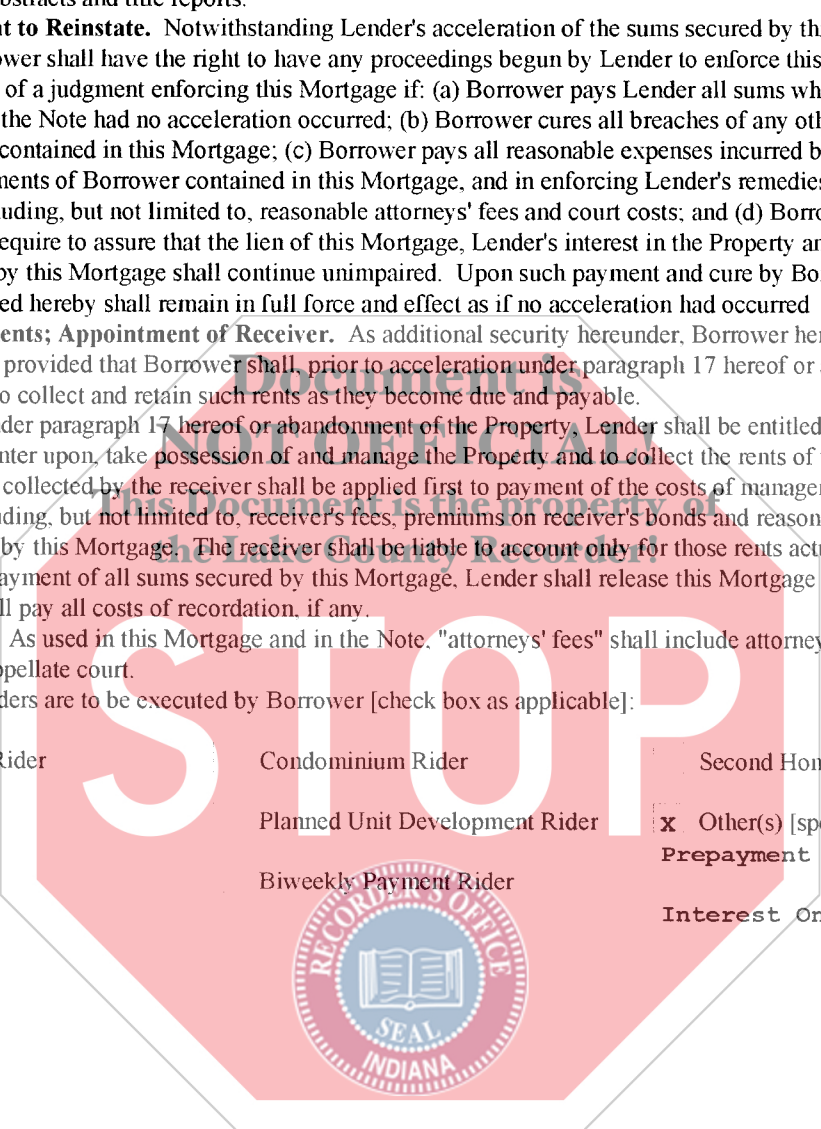 ostracts and title reports.
t to Reinstate. Notwithstanding Lender's acceleration of the sums secured by th
ower shall have the right to have any proceedings begun by Lender to enforce this
of a judgment enforcing this Mortgage if: (a) Borrower pays Lender all sums wh
the Note had no acceleration occurred; (b) Borrower cures all breaches of any oth
contained in this Mortgage; (c) Borrower pays all reasonable expenses incurred b
nents of Borrower contained in this Mortgage, and in enforcing Lender's remedies
uding, but not limited to, reasonable attorneys' fees and court costs; and (d) Borro
equire to assure that the lien of this Mortgage, Lender's interest in the Property an
by this Mortgage shall continue unimpaired. Upon such payment and cure by Bo
ed hereby shall remain in full force and effect as if no acceleration had occurred
ents; Appointment of Receiver. As additional security hereunder, Borrower her
provided that Borrower shall, prior to acceleration under paragraph 17 hereof or
o collect and retain such rents as they become due and payable.
der paragraph 17 hereof or abandonment of the Property, Lender shall be entitled
nter upon, take possession of and manage the Property and to collect the rents of
collected by the receiver shall be applied first to payment of the costs of manager
ding, but not limited to, receiver's fees, premiums on receiver's bonds and reason
by this Mortgage. The receiver shall be liable to account only for those rents actu
ayment of all sums secured by this Mortgage, Lender shall release this Mortgage
ll pay all costs of recordation, if any.
As used in this Mortgage and in the Note, "attorneys' fees" shall include attorney
ppellate court.
ders are to be executed by Borrower [check box as applicable]:
Rider Condominium Rider Second Hom
Planned Unit Development Rider X Other(s) [spe
Prepayment
Biweekly Payment Rider
Interest On
Document is
NOT OFFICIAL!
This Document is the property of
the Lake County Recorder!
STOP
RECORDER'S OFFICE
SEAL
INDIANA